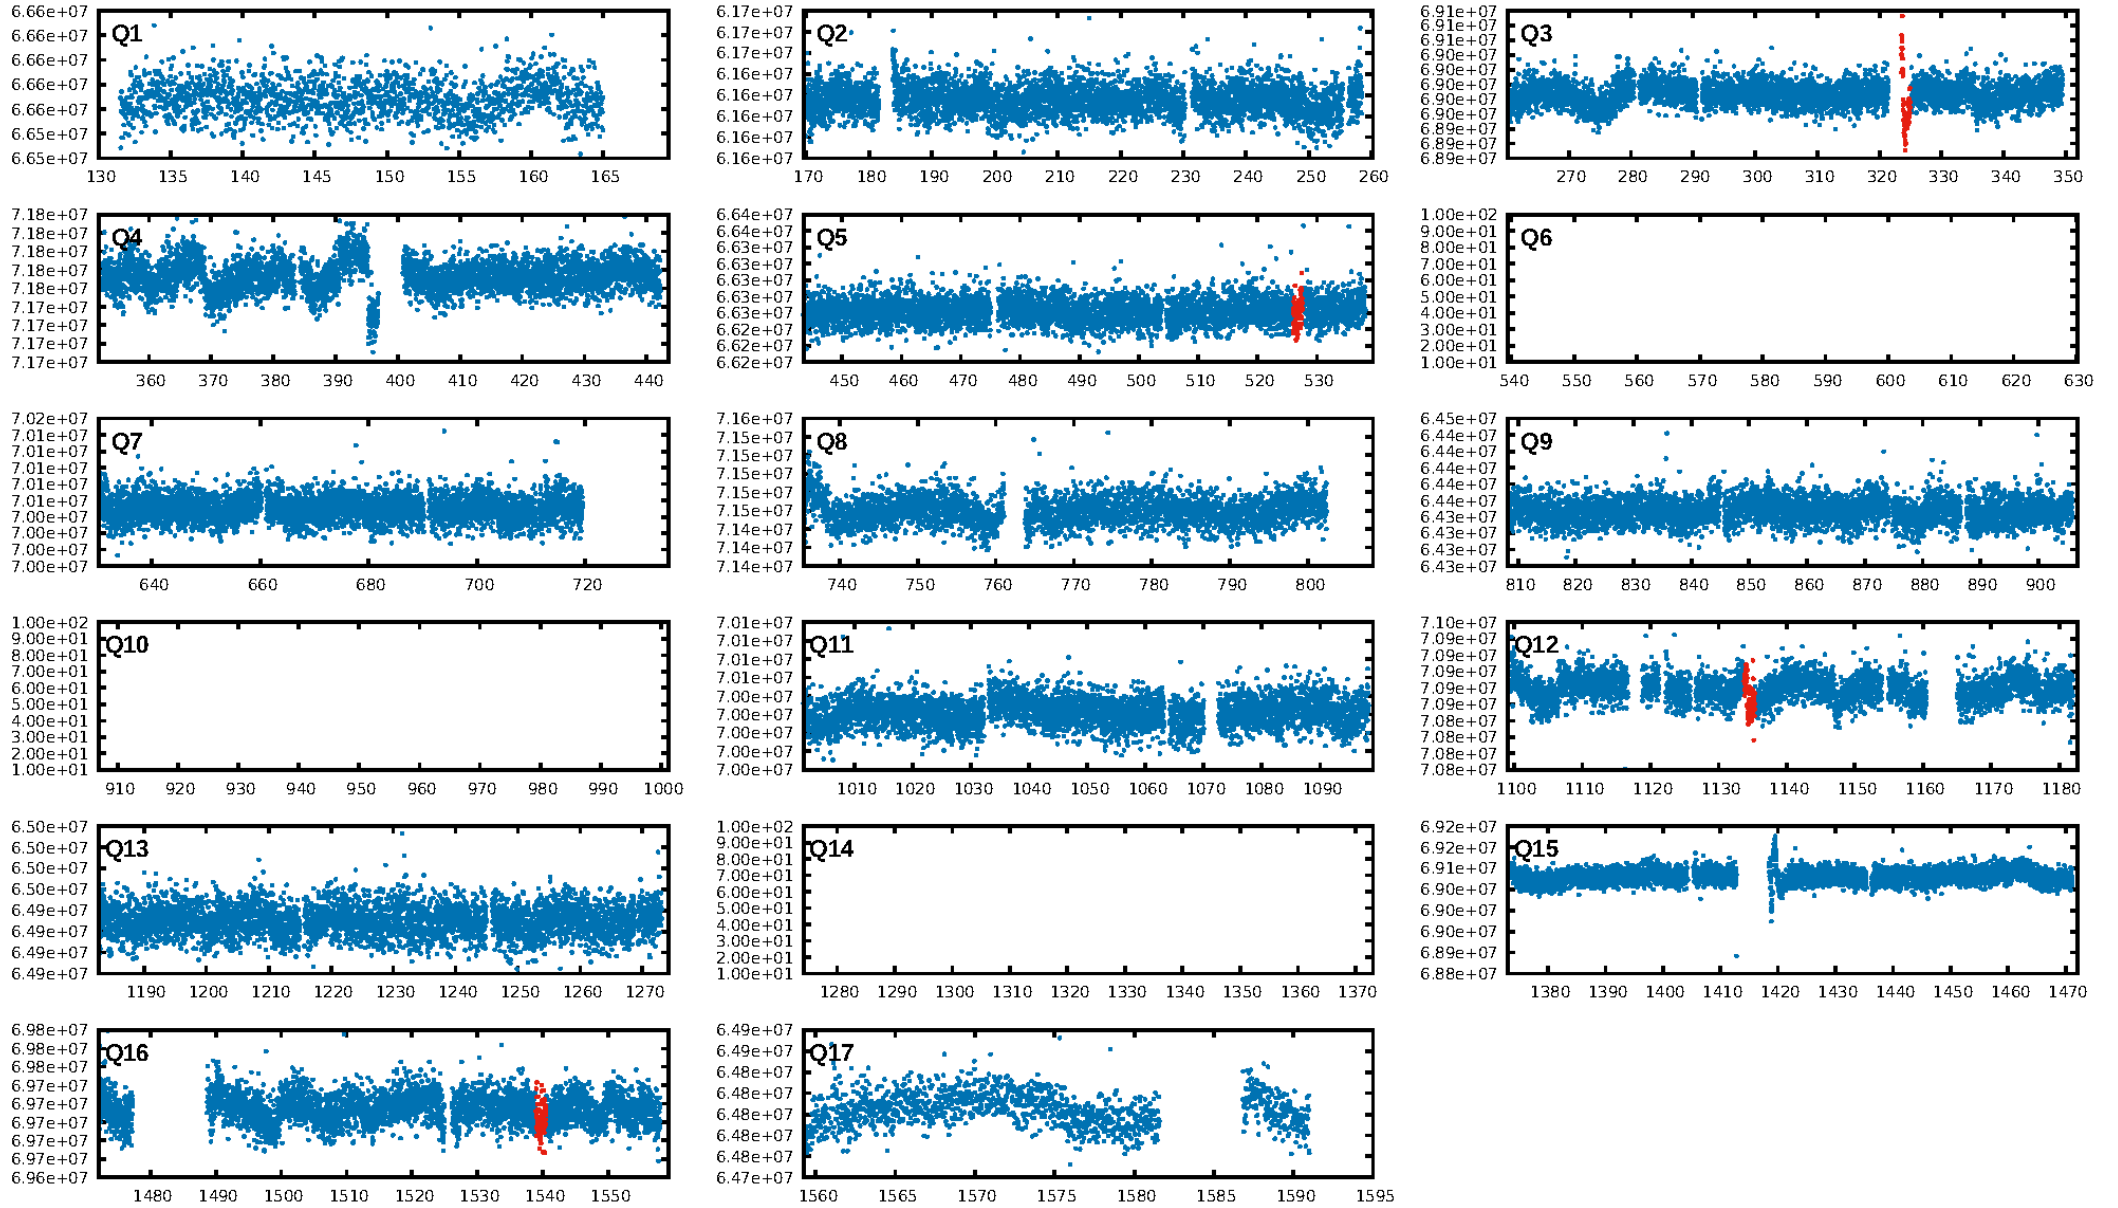 6.66e+07
6.66e+07
6.66e+07
6.66e+07
6.66e+07
6.65e+07
6.65e+07
Q1
130 135 140 145 150 155 160 165
6.17e+07
6.17e+07
6.17e+07
6.16e+07
6.16e+07
6.16e+07
6.16e+07
6.16e+07
Q2
170 180 190 200 210 220 230 240 250 260
6.91e+07
6.91e+07
6.91e+07
6.90e+07
6.90e+07
6.90e+07
6.90e+07
6.90e+07
6.89e+07
6.89e+07
6.89e+07
Q3
270 280 290 300 310 320 330 340 350
7.18e+07
7.18e+07
7.18e+07
7.18e+07
7.18e+07
7.17e+07
7.17e+07
7.17e+07
7.17e+07
Q4
360 370 380 390 400 410 420 430 440
6.64e+07
6.64e+07
6.63e+07
6.63e+07
6.63e+07
6.63e+07
6.63e+07
6.62e+07
6.62e+07
6.62e+07
Q5
450 460 470 480 490 500 510 520 530
1.00e+02
9.00e+01
8.00e+01
7.00e+01
6.00e+01
5.00e+01
4.00e+01
3.00e+01
2.00e+01
1.00e+01
Q6
540 550 560 570 580 590 600 610 620 630
7.02e+07
7.01e+07
7.01e+07
7.01e+07
7.01e+07
7.01e+07
7.00e+07
7.00e+07
7.00e+07
7.00e+07
Q7
640 660 680 700 720
7.16e+07
7.15e+07
7.15e+07
7.15e+07
7.15e+07
7.15e+07
7.14e+07
7.14e+07
7.14e+07
Q8
740 750 760 770 780 790 800
6.45e+07
6.44e+07
6.44e+07
6.44e+07
6.44e+07
6.44e+07
6.43e+07
6.43e+07
6.43e+07
6.43e+07
Q9
810 820 830 840 850 860 870 880 890 900
1.00e+02
9.00e+01
8.00e+01
7.00e+01
6.00e+01
5.00e+01
4.00e+01
3.00e+01
2.00e+01
1.00e+01
Q10
910 920 930 940 950 960 970 980 990 1000
7.01e+07
7.01e+07
7.01e+07
7.01e+07
7.00e+07
7.00e+07
7.00e+07
7.00e+07
7.00e+07
Q11
1010 1020 1030 1040 1050 1060 1070 1080 1090
7.10e+07
7.09e+07
7.09e+07
7.09e+07
7.09e+07
7.09e+07
7.08e+07
7.08e+07
7.08e+07
7.08e+07
Q12
1100 1110 1120 1130 1140 1150 1160 1170 1180
6.50e+07
6.50e+07
6.50e+07
6.50e+07
6.49e+07
6.49e+07
6.49e+07
6.49e+07
Q13
1190 1200 1210 1220 1230 1240 1250 1260 1270
1.00e+02
9.00e+01
8.00e+01
7.00e+01
6.00e+01
5.00e+01
4.00e+01
3.00e+01
2.00e+01
1.00e+01
Q14
1280 1290 1300 1310 1320 1330 1340 1350 1360 1370
6.92e+07
6.92e+07
6.91e+07
6.90e+07
6.90e+07
6.90e+07
6.89e+07
6.88e+07
Q15
1380 1390 1400 1410 1420 1430 1440 1450 1460 1470
6.98e+07
6.98e+07
6.98e+07
6.97e+07
6.97e+07
6.97e+07
6.97e+07
6.97e+07
6.96e+07
Q16
1480 1490 1500 1510 1520 1530 1540 1550
6.49e+07
6.49e+07
6.48e+07
6.48e+07
6.48e+07
6.48e+07
6.47e+07
6.47e+07
Q17
1560 1565 1570 1575 1580 1585 1590 1595